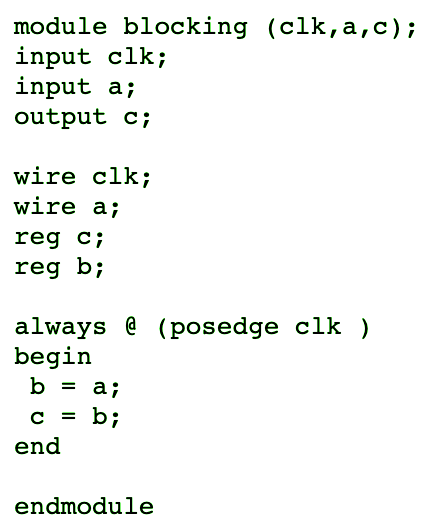 module blocking (clk,a,c);
input clk;
input a;
output c;

wire clk;
wire a;
reg c;
reg b;

always @ (posedge clk )
begin
 b = a;
 c = b;
end

endmodule